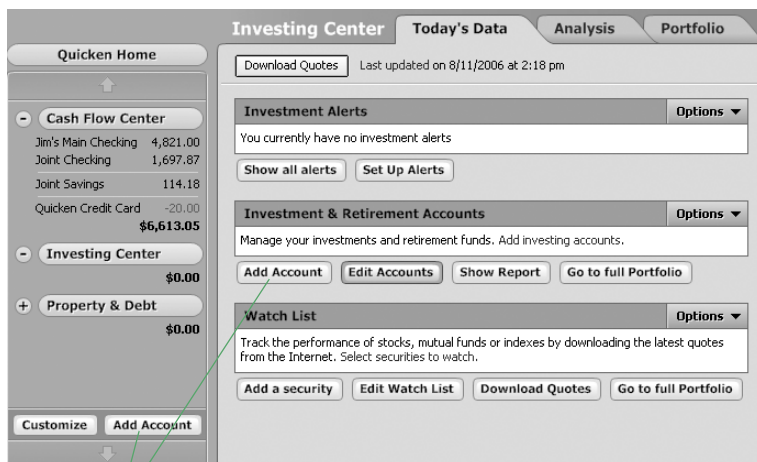 Investing Center
Today's Data
Analysis
Portfolio
Quicken Home
Download Quotes Last updated on 8/11/2006 at 2:18 pm
- Cash Flow Center
Jim's Main Checking 4,821.00
Joint Checking 1,697.87
Joint Savings 114.18
Quicken Credit Card -20.00
$6,613.05
- Investing Center
$0.00
+ Property & Debt
$0.00
Customize Add Account
Investment Alerts Options
You currently have no investment alerts
Show all alerts Set Up Alerts
Investment & Retirement Accounts Options
Manage your investments and retirement funds. Add investing accounts.
Add Account Edit Accounts Show Report Go to full Portfolio
Watch List Options
Track the performance of stocks, mutual funds or indexes by downloading the latest quotes
from the Internet. Select securities to watch.
Add a security Edit Watch List Download Quotes Go to full Portfolio